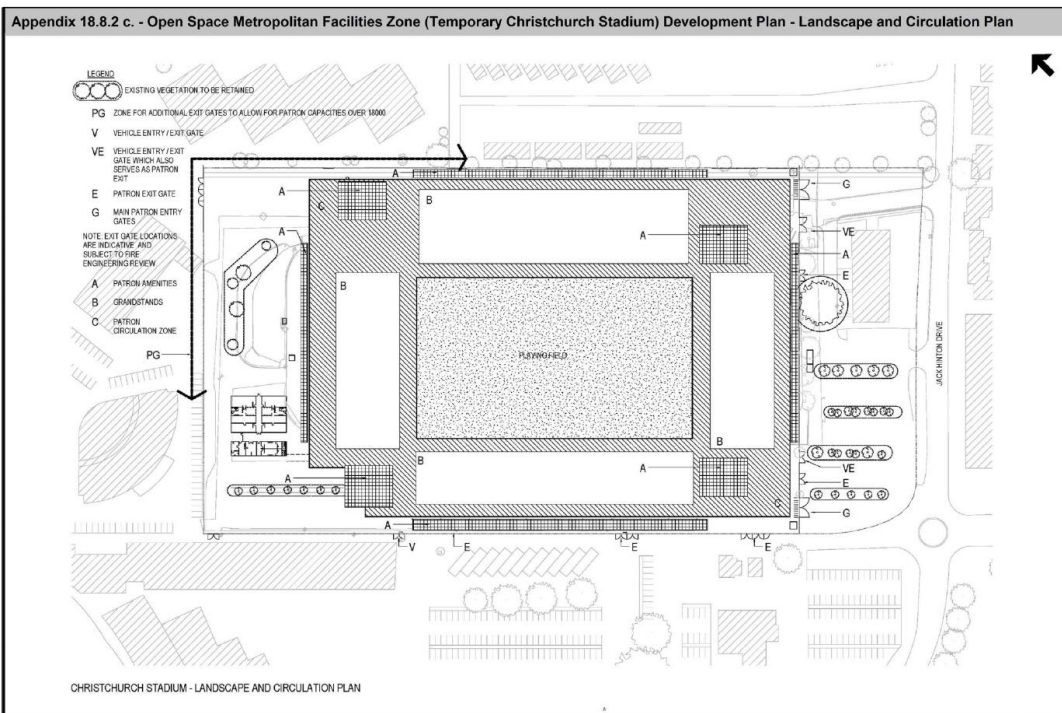 Appendix 18.8.2 c. - Open Space Metropolitan Facilities Zone (Temporary Christchurch Stadium) Development Plan - Landscape and Circulation Plan
LEGEND
EXISTING VEGETATION TO BE RETAINED
PG ZONE FOR ADDITIONAL EXIT GATES TO ALLOW FOR PATRON CAPACITIES OVER 18000
V VEHICLE ENTRY / EXIT GATE
VE VEHICLE ENTRY / EXIT
GATE WHICH ALSO
SERVES AS PATRON
EXIT
E PATRON EXIT GATE
G MAIN PATRON ENTRY
GATES
NOTE: EXIT GATE LOCATIONS
ARE INDICATIVE AND
SUBJECT TO FIRE
ENGINEERING REVIEW
A PATRON AMENITIES
B GRANDSTANDS
C PATRON
CIRCULATION ZONE
PG
A
A
C
B
G
A
A
VE
A
E
B
B
PLAYING FIELD
JACK HINTON DRIVE
B
B
A
A
VE
E
C
G
A
V
E
E
E
CHRISTCHURCH STADIUM - LANDSCAPE AND CIRCULATION PLAN